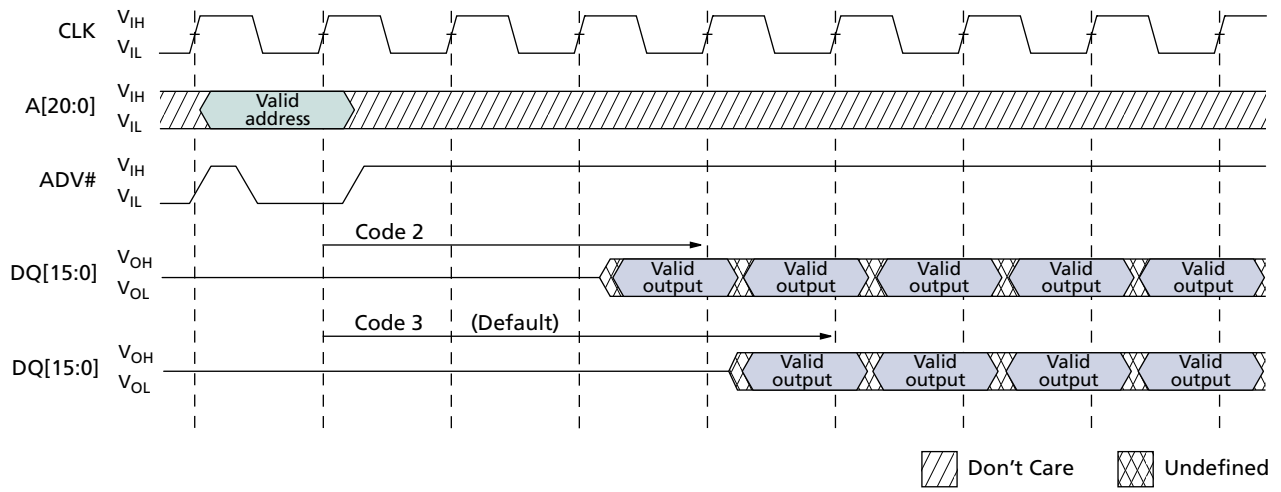 CLK
V_IH
V_IL
A[20:0]
V_IH
V_IL
Valid
address
ADV#
V_IH
V_IL
Code 2
DQ[15:0]
V_OH
V_OL
Valid
output
Valid
output
Valid
output
Valid
output
Valid
output
Code 3 (Default)
DQ[15:0]
V_OH
V_OL
Valid
output
Valid
output
Valid
output
Valid
output
Don't Care
Undefined